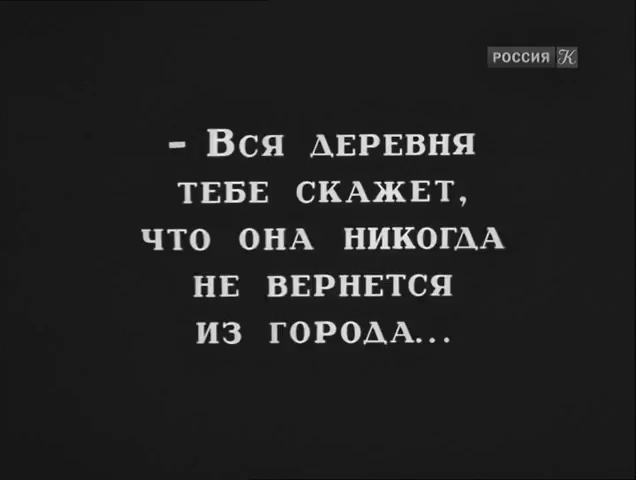 РОССИЯ К
- Вся деревня
тебе скажет,
что она никогда
не вернется
из города...